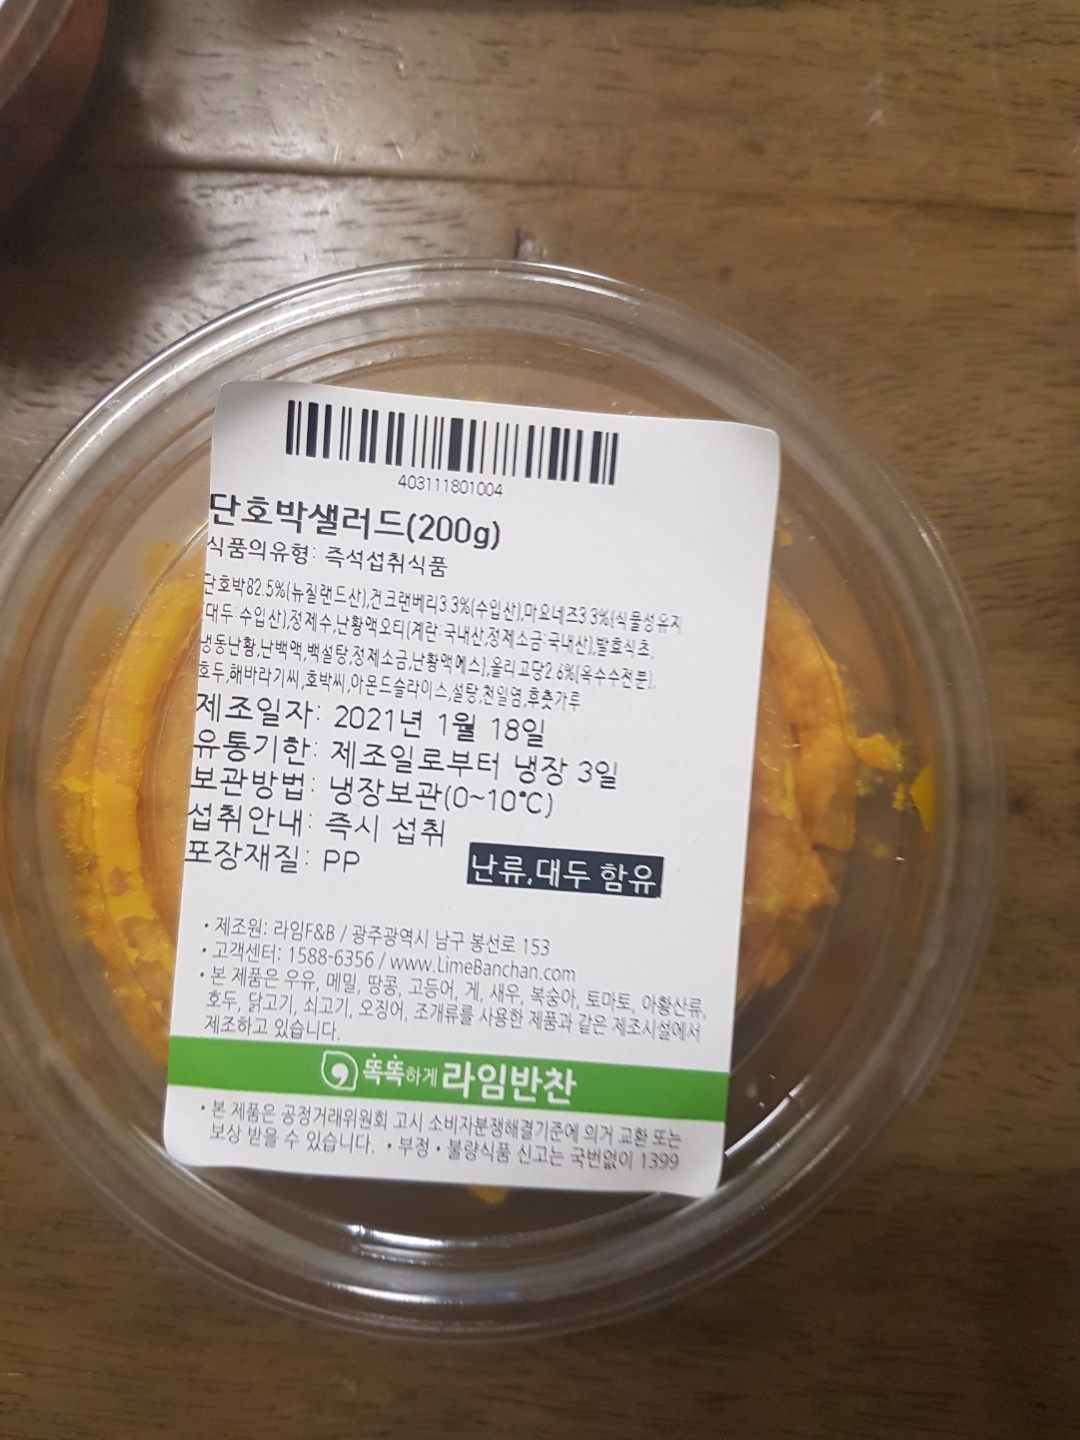 403111801004
단호박샐러드(200g)
식품의유형: 즉석섭취식품
단호박82.5%(뉴질랜드산),건크랜베리3.3%(수입산),마요네즈3.3%(식물성유지
(대두:수입산),정제수,난황액오티(계란:국내산,정제소금:국내산),발효식초,
냉동난황,난백액,백설탕,정제소금,난황액에스),올리고당2.6%(옥수수전분),
호두,해바라기씨,호박씨,아몬드슬라이스,설탕,천일염,후춧가루
제조일자: 2021년 1월 18일
유통기한: 제조일로부터 냉장 3일
보관방법: 냉장보관(0~10℃)
섭취안내: 즉시 섭취
포장재질: PP
난류,대두 함유
• 제조원: 라임F&B / 광주광역시 남구 봉선로 153
• 고객센터: 1588-6356 / www.LimeBanchan.com
• 본 제품은 우유, 메밀, 땅콩, 고등어, 게, 새우, 복숭아, 토마토, 아황산류,
호두, 닭고기, 쇠고기, 오징어, 조개류를 사용한 제품과 같은 제조시설에서
제조하고 있습니다.
똑똑하게 라임반찬
• 본 제품은 공정거래위원회 고시 소비자분쟁해결기준에 의거 교환 또는
보상 받을 수 있습니다. • 부정 • 불량식품 신고는 국번없이 1399